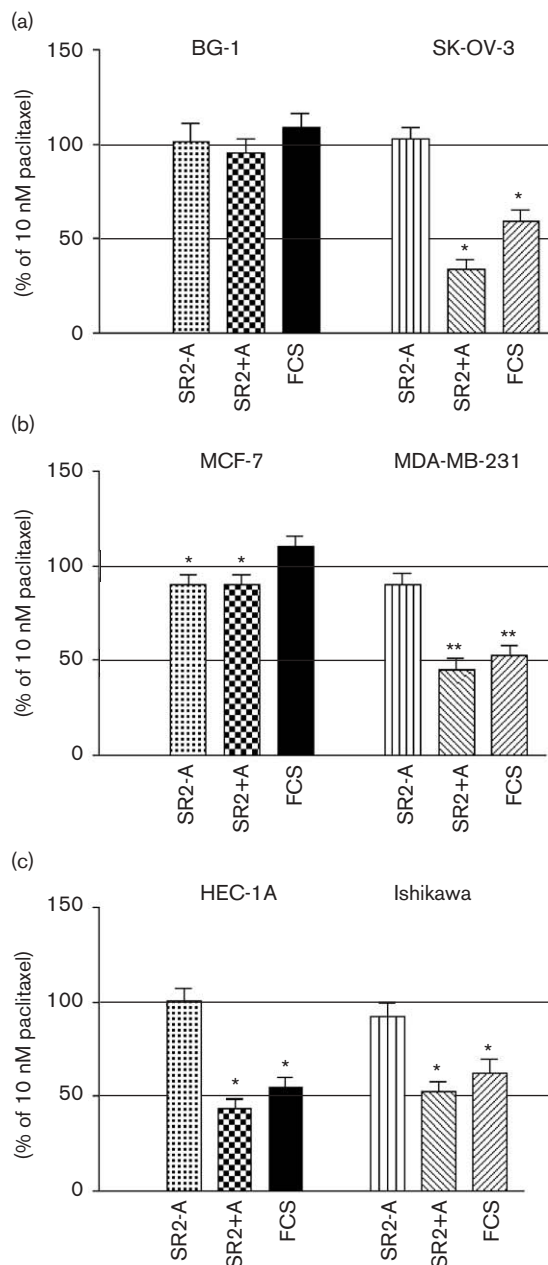 (a)
BG-1 SK-OV-3
150
100
50
0
(% of 10 nM paclitaxel)
* *
SR2-A SR2+A FCS SR2-A SR2+A FCS
(b)
MCF-7 MDA-MB-231
150
100
50
0
(% of 10 nM paclitaxel)
* * ** **
SR2-A SR2+A FCS SR2-A SR2+A FCS
(c)
HEC-1A Ishikawa
150
100
50
0
(% of 10 nM paclitaxel)
* * * *
SR2-A SR2+A FCS SR2-A SR2+A FCS